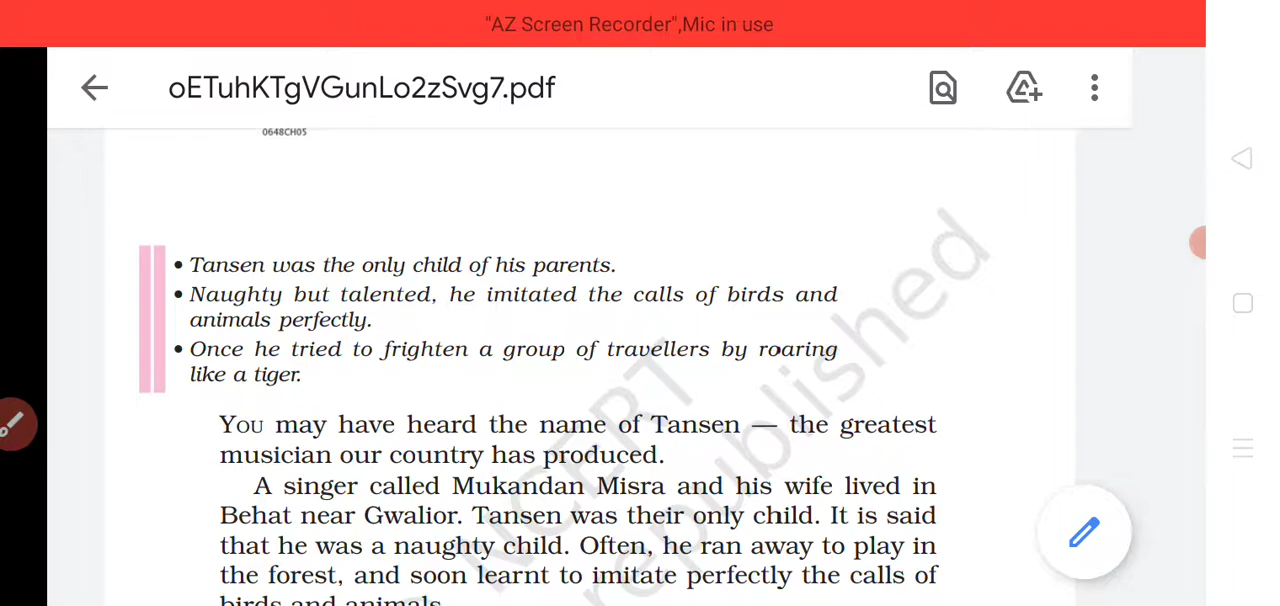 "AZ Screen Recorder",Mic in use
oETuhKTgVGunLo2zSvg7.pdf
0648CH05
• Tansen was the only child of his parents.
• Naughty but talented, he imitated the calls of birds and
animals perfectly.
• Once he tried to frighten a group of travellers by roaring
like a tiger.
YOU may have heard the name of Tansen — the greatest
musician our country has produced.
A singer called Mukandan Misra and his wife lived in
Behat near Gwalior. Tansen was their only child. It is said
that he was a naughty child. Often, he ran away to play in
the forest, and soon learnt to imitate perfectly the calls of
birds and animals.
NCERT
republished